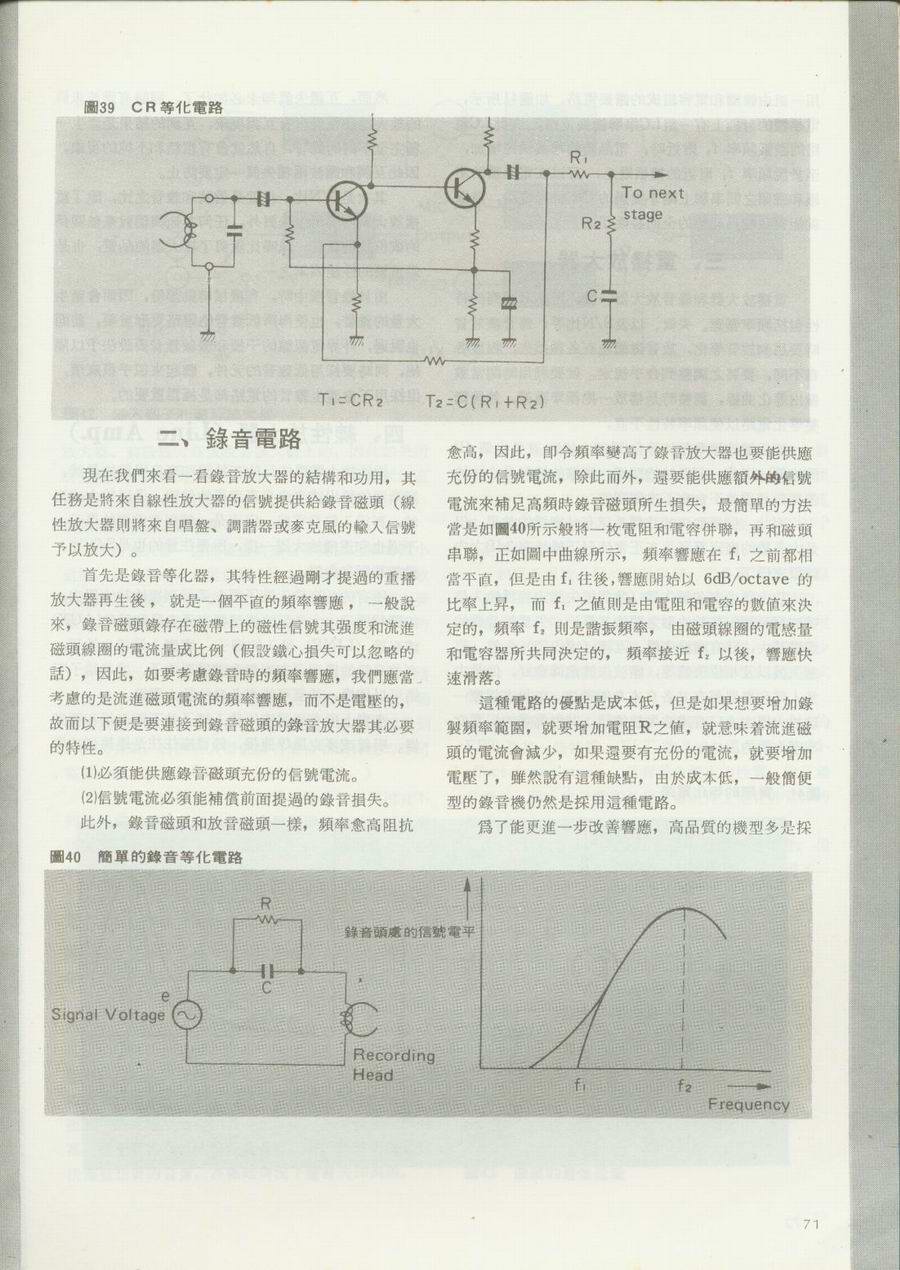 圖39 CR等化電路
R₁
To next
stage
R₂
C
T₁=CR₂ T₂=C(R₁+R₂)
二、錄音電路
現在我們來看一看錄音放大器的結構和功用，其
任務是將來自線性放大器的信號提供給錄音磁頭（線
性放大器則將來自唱盤、調諧器或麥克風的輸入信號
予以放大）。
首先是錄音等化器，其特性經過剛才提過的重播
放大器再生後，就是一個平直的頻率響應，一般說
來，錄音磁頭錄存在磁帶上的磁性信號其强度和流進
磁頭線圈的電流量成比例（假設鐵心損失可以忽略的
話），因此，如要考慮錄音時的頻率響應，我們應當
考慮的是流進磁頭電流的頻率響應，而不是電壓的，
故而以下便是要連接到錄音磁頭的錄音放大器其必要
的特性。
⑴必須能供應錄音磁頭充份的信號電流。
⑵信號電流必須能補償前面提過的錄音損失。
此外，錄音磁頭和放音磁頭一樣，頻率愈高阻抗
愈高，因此，卽令頻率變高了錄音放大器也要能供應
充份的信號電流，除此而外，還要能供應額外的信號
電流來補足高頻時錄音磁頭所生損失，最簡單的方法
當是如圖40所示般將一枚電阻和電容併聯，再和磁頭
串聯，正如圖中曲線所示，頻率響應在 f₁ 之前都相
當平直，但是由 f₁ 往後，響應開始以 6dB/octave 的
比率上昇，而 f₁ 之値則是由電阻和電容的數値來決
定的，頻率 f₂ 則是諧振頻率，由磁頭線圈的電感量
和電容器所共同決定的，頻率接近 f₂ 以後，響應快
速滑落。
這種電路的優點是成本低，但是如果想要增加錄
製頻率範圍，就要增加電阻R之値，就意味着流進磁
頭的電流會減少，如果還要有充份的電流，就要增加
電壓了，雖然說有這種缺點，由於成本低，一般簡便
型的錄音機仍然是採用這種電路。
爲了能更進一步改善響應，高品質的機型多是採
圖40 簡單的錄音等化電路
R
C
e
Signal Voltage
Recording
Head
錄音頭處的信號電平
f₁
f₂
Frequency
71